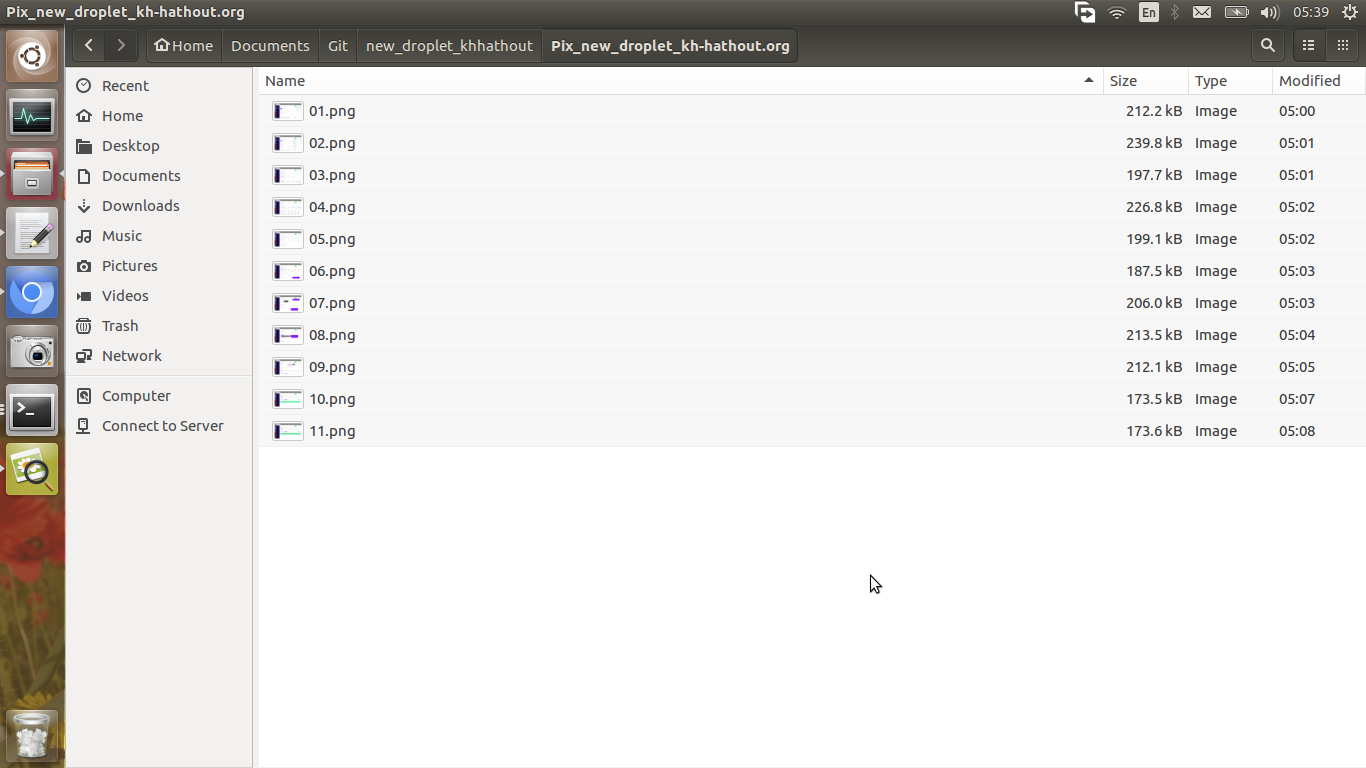 Pix_new_droplet_kh-hathout.org En 05:39
Home Documents Git new_droplet_khhathout Pix_new_droplet_kh-hathout.org
Recent
Home
Desktop
Documents
Downloads
Music
Pictures
Videos
Trash
Network
Computer
Connect to Server
Name Size Type Modified
01.png 212.2 kB Image 05:00
02.png 239.8 kB Image 05:01
03.png 197.7 kB Image 05:01
04.png 226.8 kB Image 05:02
05.png 199.1 kB Image 05:02
06.png 187.5 kB Image 05:03
07.png 206.0 kB Image 05:03
08.png 213.5 kB Image 05:04
09.png 212.1 kB Image 05:05
10.png 173.5 kB Image 05:07
11.png 173.6 kB Image 05:08